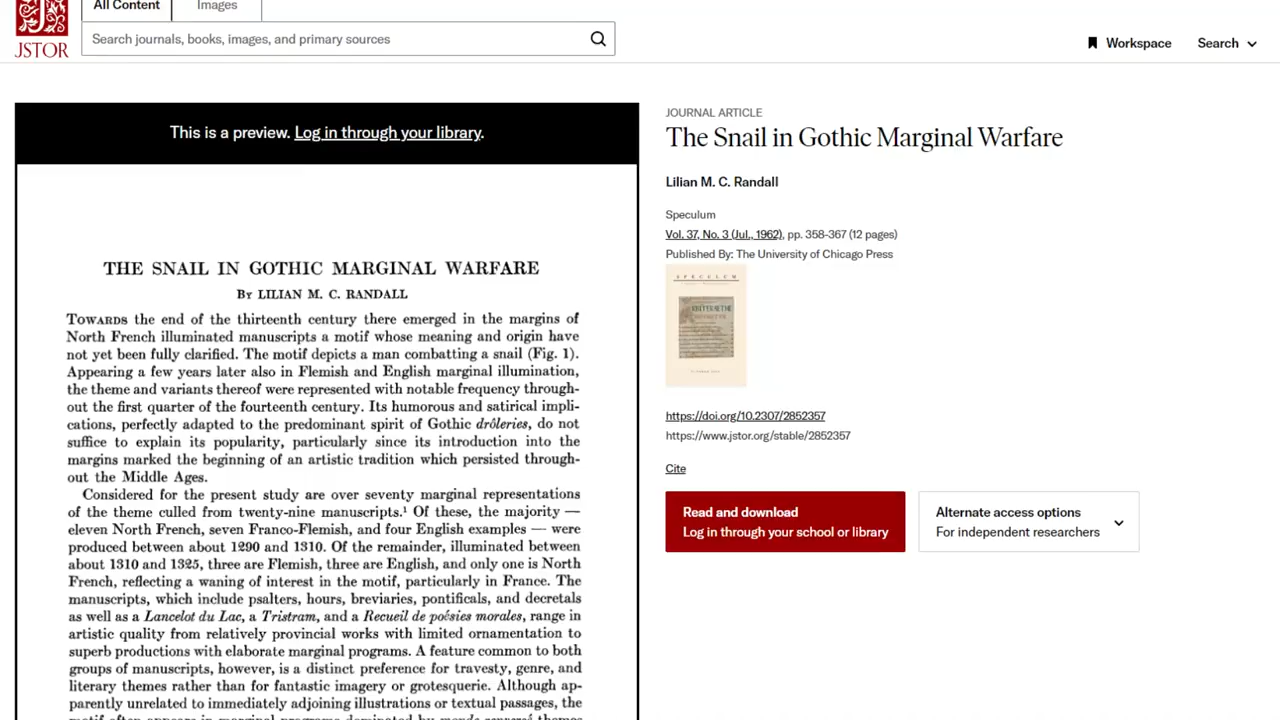 All Content
Images
JSTOR
Search journals, books, images, and primary sources
Workspace
Search
This is a preview. Log in through your library.
THE SNAIL IN GOTHIC MARGINAL WARFARE
BY LILIAN M. C. RANDALL
TOWARDS the end of the thirteenth century there emerged in the margins of
North French illuminated manuscripts a motif whose meaning and origin have
not yet been fully clarified. The motif depicts a man combatting a snail (Fig. 1).
Appearing a few years later also in Flemish and English marginal illumination,
the theme and variants thereof were represented with notable frequency through-
out the first quarter of the fourteenth century. Its humorous and satirical impli-
cations, perfectly adapted to the predominant spirit of Gothic drôleries, do not
suffice to explain its popularity, particularly since its introduction into the
margins marked the beginning of an artistic tradition which persisted through-
out the Middle Ages.
Considered for the present study are over seventy marginal representations
of the theme culled from twenty-nine manuscripts.¹ Of these, the majority —
eleven North French, seven Franco-Flemish, and four English examples — were
produced between about 1290 and 1310. Of the remainder, illuminated between
about 1310 and 1325, three are Flemish, three are English, and only one is North
French, reflecting a waning of interest in the motif, particularly in France. The
manuscripts, which include psalters, hours, breviaries, pontificals, and decretals
as well as a Lancelot du Lac, a Tristram, and a Recueil de poésies morales, range in
artistic quality from relatively provincial works with limited ornamentation to
superb productions with elaborate marginal programs. A feature common to both
groups of manuscripts, however, is a distinct preference for travesty, genre, and
literary themes rather than for fantastic imagery or grotesquerie. Although ap-
parently unrelated to immediately adjoining illustrations or textual passages, the
JOURNAL ARTICLE
The Snail in Gothic Marginal Warfare
Lilian M. C. Randall
Speculum
Vol. 37, No. 3 (Jul., 1962), pp. 358-367 (12 pages)
Published By: The University of Chicago Press
SPECULUM
https://doi.org/10.2307/2852357
https://www.jstor.org/stable/2852357
Cite
Read and download
Log in through your school or library
Alternate access options
For independent researchers